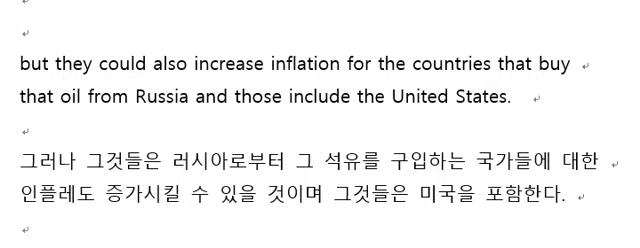 but they could also increase inflation for the countries that buy
that oil from Russia and those include the United States.
그러나 그것들은 러시아로부터 그 석유를 구입하는 국가들에 대한
인플레도 증가시킬 수 있을 것이며 그것들은 미국을 포함한다.